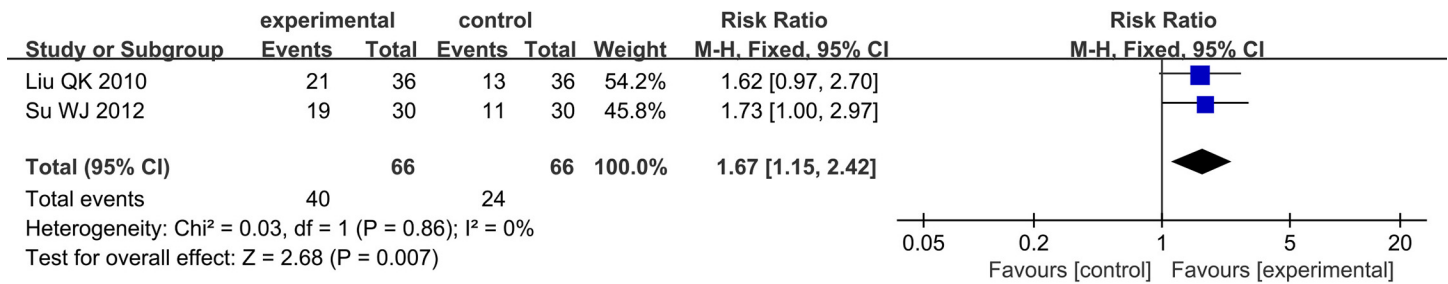 experimental control Risk Ratio Risk Ratio
Study or Subgroup Events Total Events Total Weight M-H, Fixed, 95% CI M-H, Fixed, 95% CI
Liu QK 2010 21 36 13 36 54.2% 1.62 [0.97, 2.70]
Su WJ 2012 19 30 11 30 45.8% 1.73 [1.00, 2.97]
Total (95% CI) 66 66 100.0% 1.67 [1.15, 2.42]
Total events 40 24
Heterogeneity: Chi² = 0.03, df = 1 (P = 0.86); I² = 0%
Test for overall effect: Z = 2.68 (P = 0.007)
0.05 0.2 1 5 20
Favours [control] Favours [experimental]